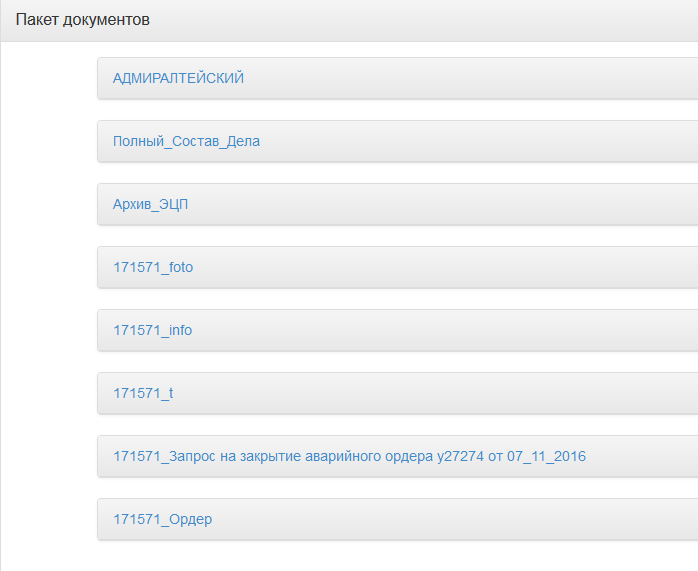 Пакет документов
АДМИРАЛТЕЙСКИЙ
Полный_Состав_Дела
Архив_ЭЦП
171571_foto
171571_info
171571_t
171571_Запрос на закрытие аварийного ордера у27274 от 07_11_2016
171571_Ордер